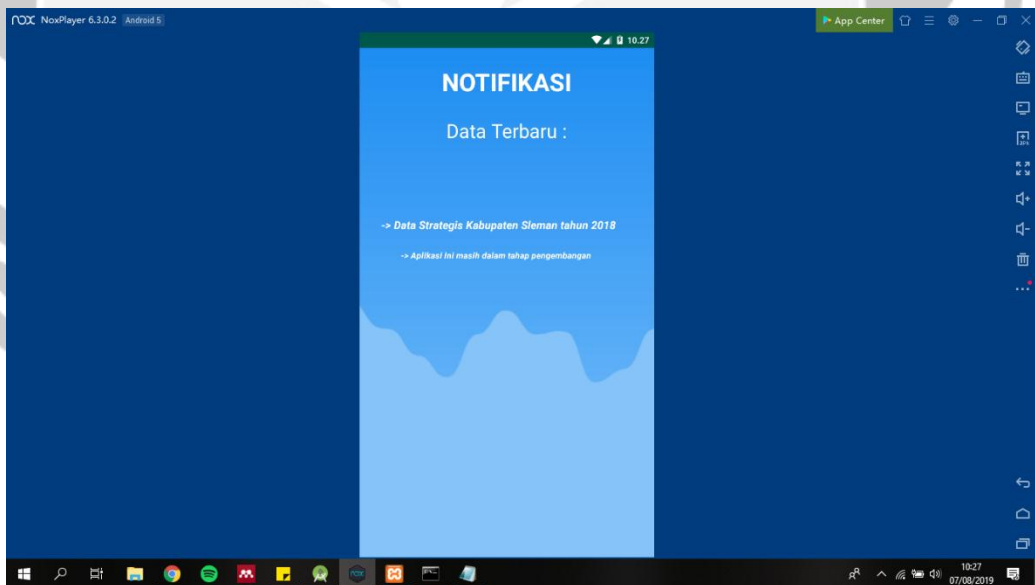 NoxPlayer 6.3.0.2 Android 5
App Center
10.27
NOTIFIKASI
Data Terbaru :
-> Data Strategis Kabupaten Sleman tahun 2018
-> Aplikasi ini masih dalam tahap pengembangan
10:27
07/08/2019